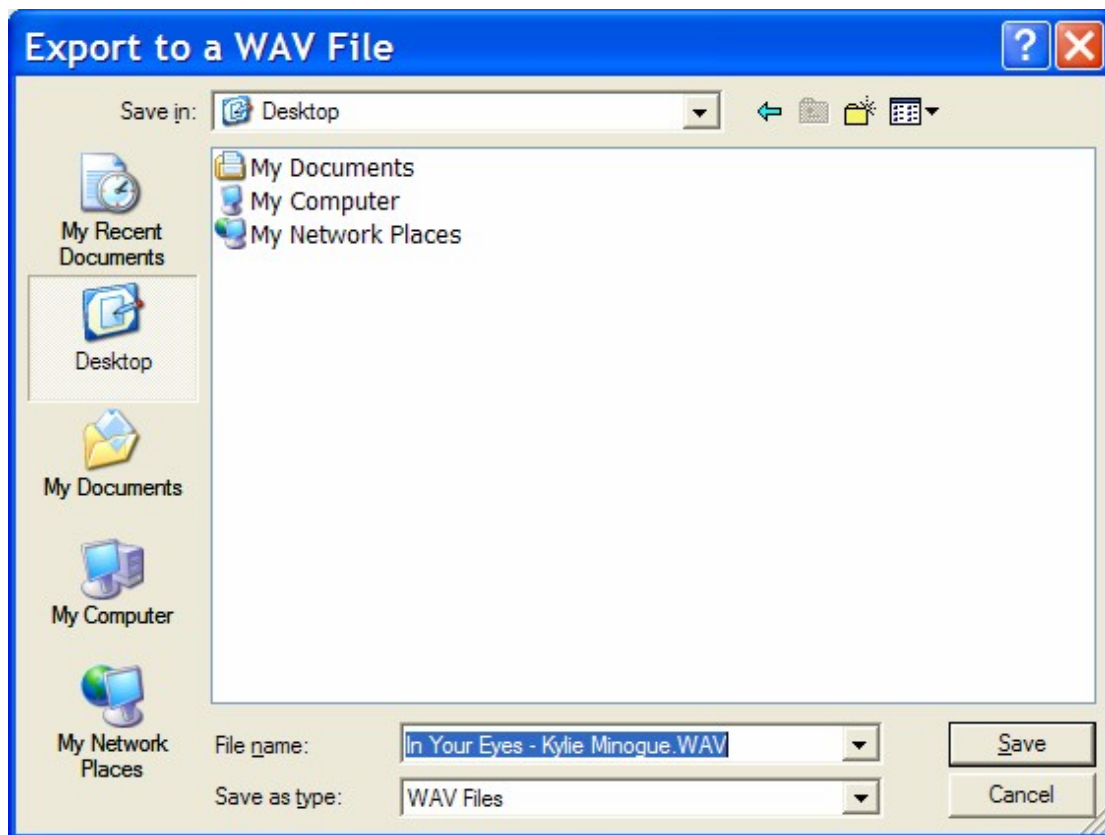 Export to a WAV File
Save in:
Desktop
My Documents
My Computer
My Network Places
My Recent
Documents
Desktop
My Documents
My Computer
My Network
Places
File name:
In Your Eyes - Kylie Minogue.WAV
Save
Save as type:
WAV Files
Cancel